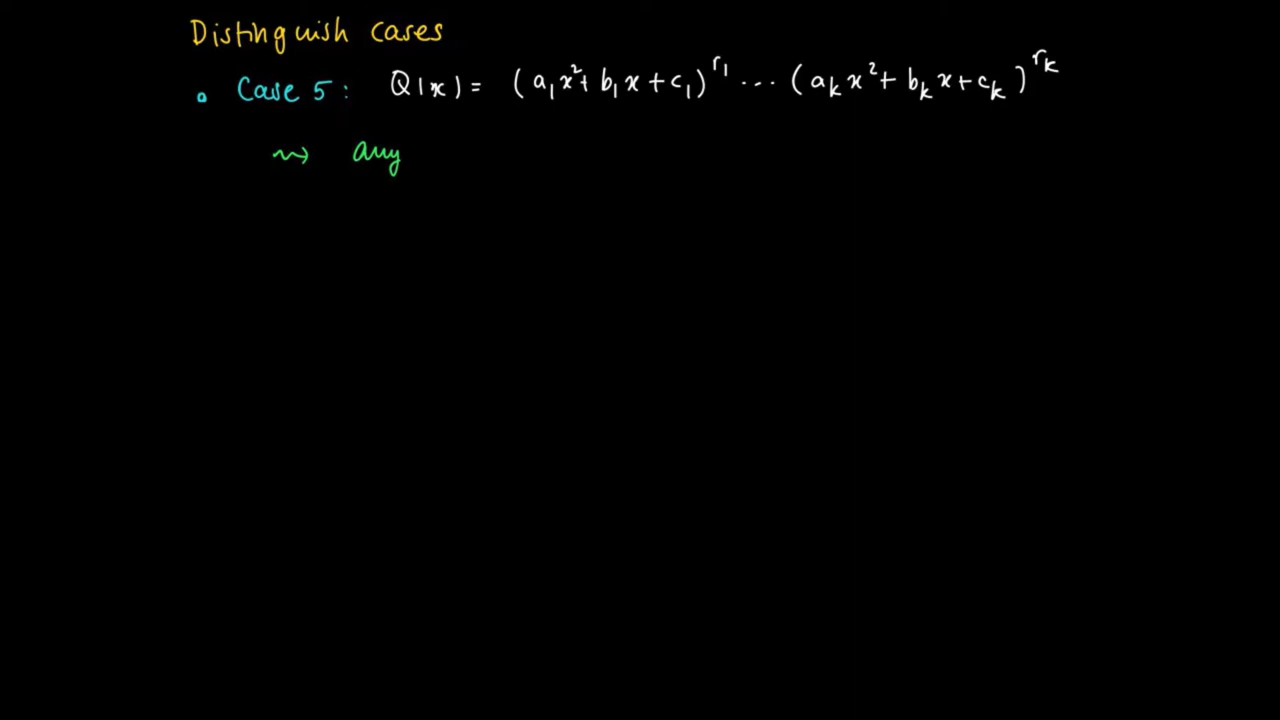 Distinguish cases
• Case 5: Q(x) = (a₁x²+ b₁x + c₁)^r₁ ... (aₖx²+ bₖx + cₖ)^rₖ
⇝ any